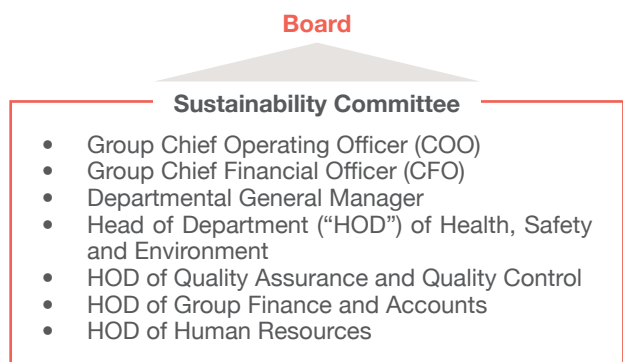 Board
Sustainability Committee
• Group Chief Operating Officer (COO)
• Group Chief Financial Officer (CFO)
• Departmental General Manager
• Head of Department (“HOD”) of Health, Safety
and Environment
• HOD of Quality Assurance and Quality Control
• HOD of Group Finance and Accounts
• HOD of Human Resources